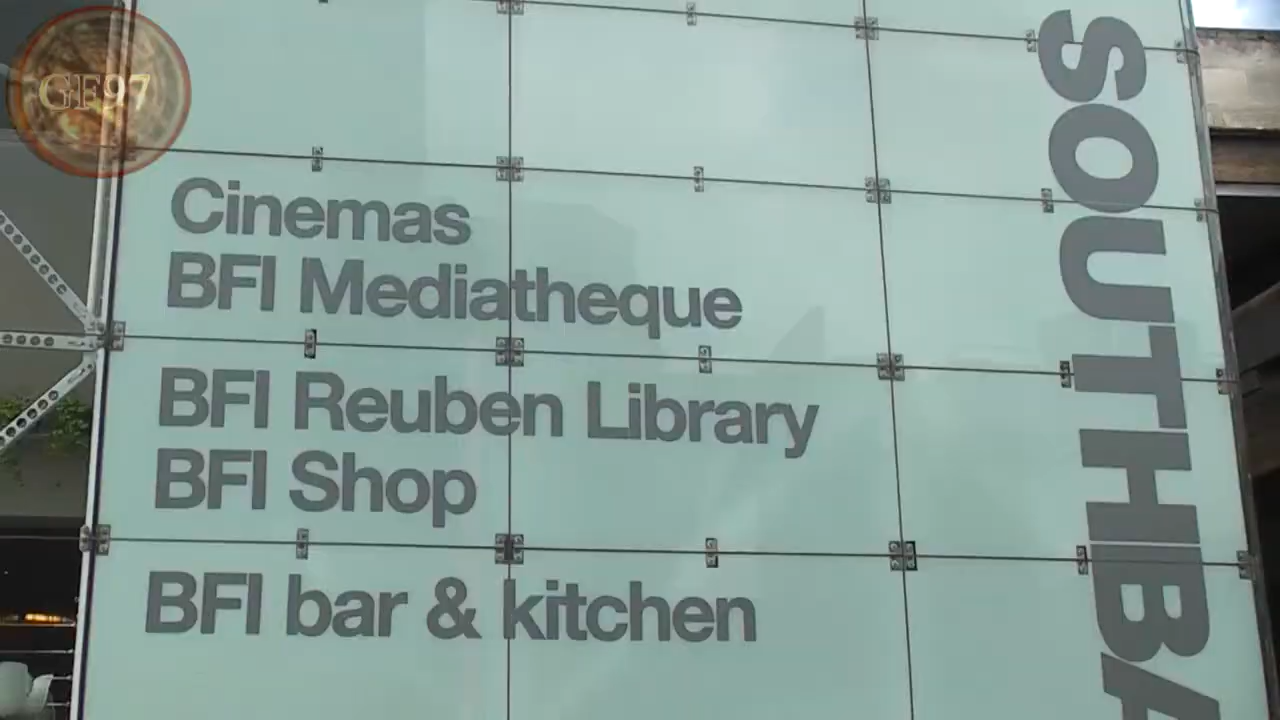 GF97
Cinemas
BFI Mediatheque
BFI Reuben Library
BFI Shop
BFI bar & kitchen
SOUTHBA